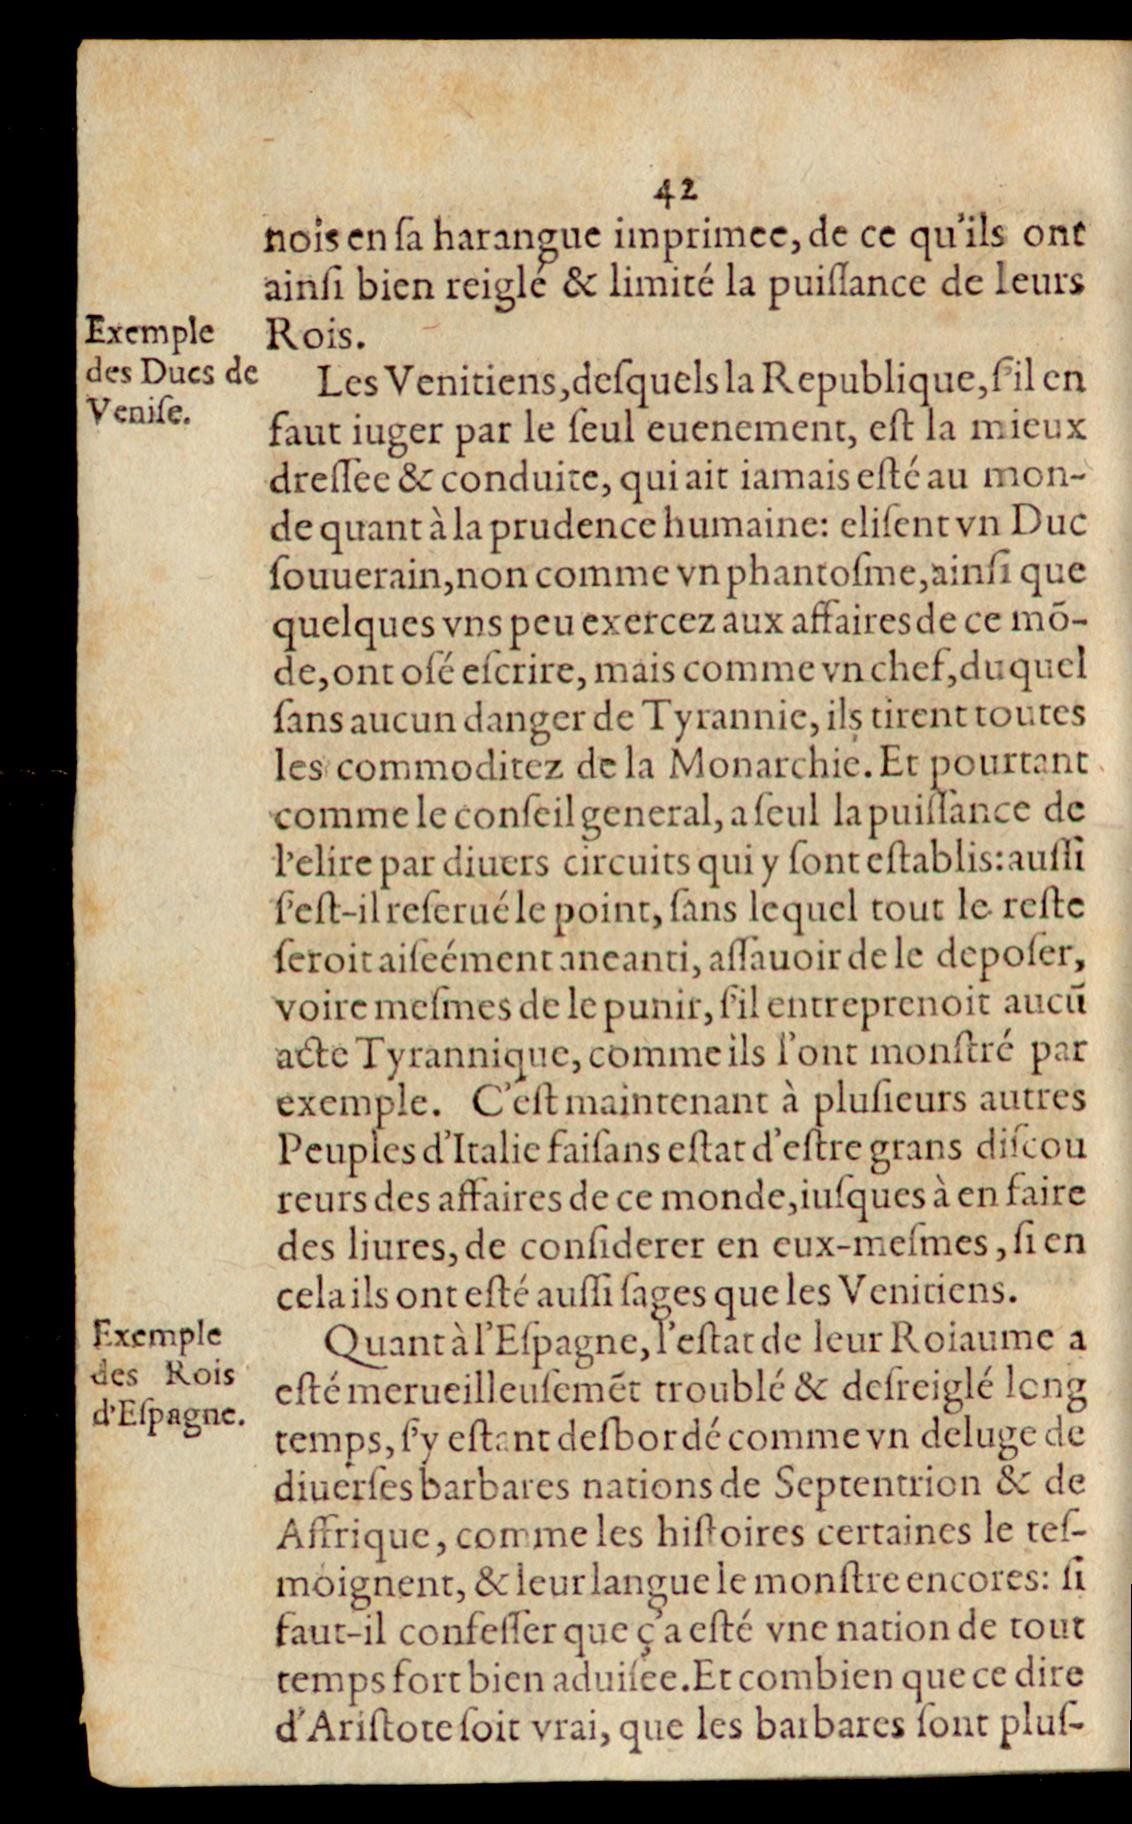 42
nois en ſa harangue imprimee, de ce qu'ils ont
ainſi bien reiglé & limité la puiſſance de leurs
Rois.
Exemple
des Ducs de
Veniſe.
Les Venitiens, deſquels la Republique, ſ'il en
faut iuger par le ſeul euenement, eſt la mieux
dreſſee & conduite, qui ait iamais eſté au mon-
de quant à la prudence humaine: eliſent vn Duc
ſouuerain, non comme vn phantoſme, ainſi que
quelques vns peu exercez aux affaires de ce mō-
de, ont oſé eſcrire, mais comme vn chef, duquel
ſans aucun danger de Tyrannie, ils tirent toutes
les commoditez de la Monarchie. Et pourtant
comme le conſeil general, a ſeul la puiſſance de
l'elire par diuers circuits qui y ſont eſtablis: auſſi
ſ'eſt-il reſerué le point, ſans lequel tout le reſte
ſeroit aiſeément aneanti, aſſauoir de le depoſer,
voire meſmes de le punir, ſ'il entreprenoit aucū
acte Tyrannique, comme ils l'ont monſtré par
exemple. C'eſt maintenant à pluſieurs autres
Peuples d'Italie faiſans eſtat d'eſtre grans diſcou
reurs des affaires de ce monde, iuſques à en faire
des liures, de conſiderer en eux-meſmes, ſi en
cela ils ont eſté auſſi ſages que les Venitiens.
Exemple
des Rois
d'Eſpagne.
Quant à l'Eſpagne, l'eſtat de leur Roiaume a
eſté merueilleuſemēt troublé & deſreiglé long
temps, ſ'y eſtant deſbordé comme vn deluge de
diuerſes barbares nations de Septentrion & de
Affrique, comme les hiſtoires certaines le teſ-
moignent, & leur langue le monſtre encores: ſi
faut-il confeſſer que ç'a eſté vne nation de tout
temps fort bien aduiſee. Et combien que ce dire
d'Ariſtote ſoit vrai, que les barbares ſont pluſ-